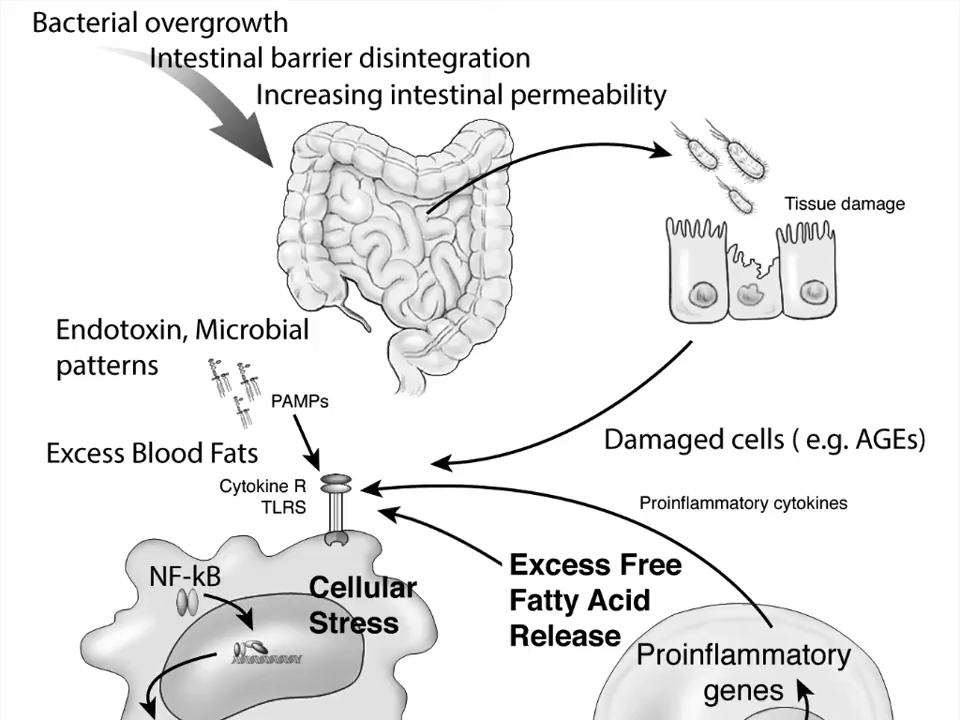 Bacterial overgrowth
Intestinal barrier disintegration
Increasing intestinal permeability
Tissue damage
Endotoxin, Microbial
patterns
PAMPs
Damaged cells ( e.g. AGEs)
Excess Blood Fats
Cytokine R
TLRS
Proinflammatory cytokines
NF-kB
Cellular
Stress
Excess Free
Fatty Acid
Release
Proinflammatory
genes